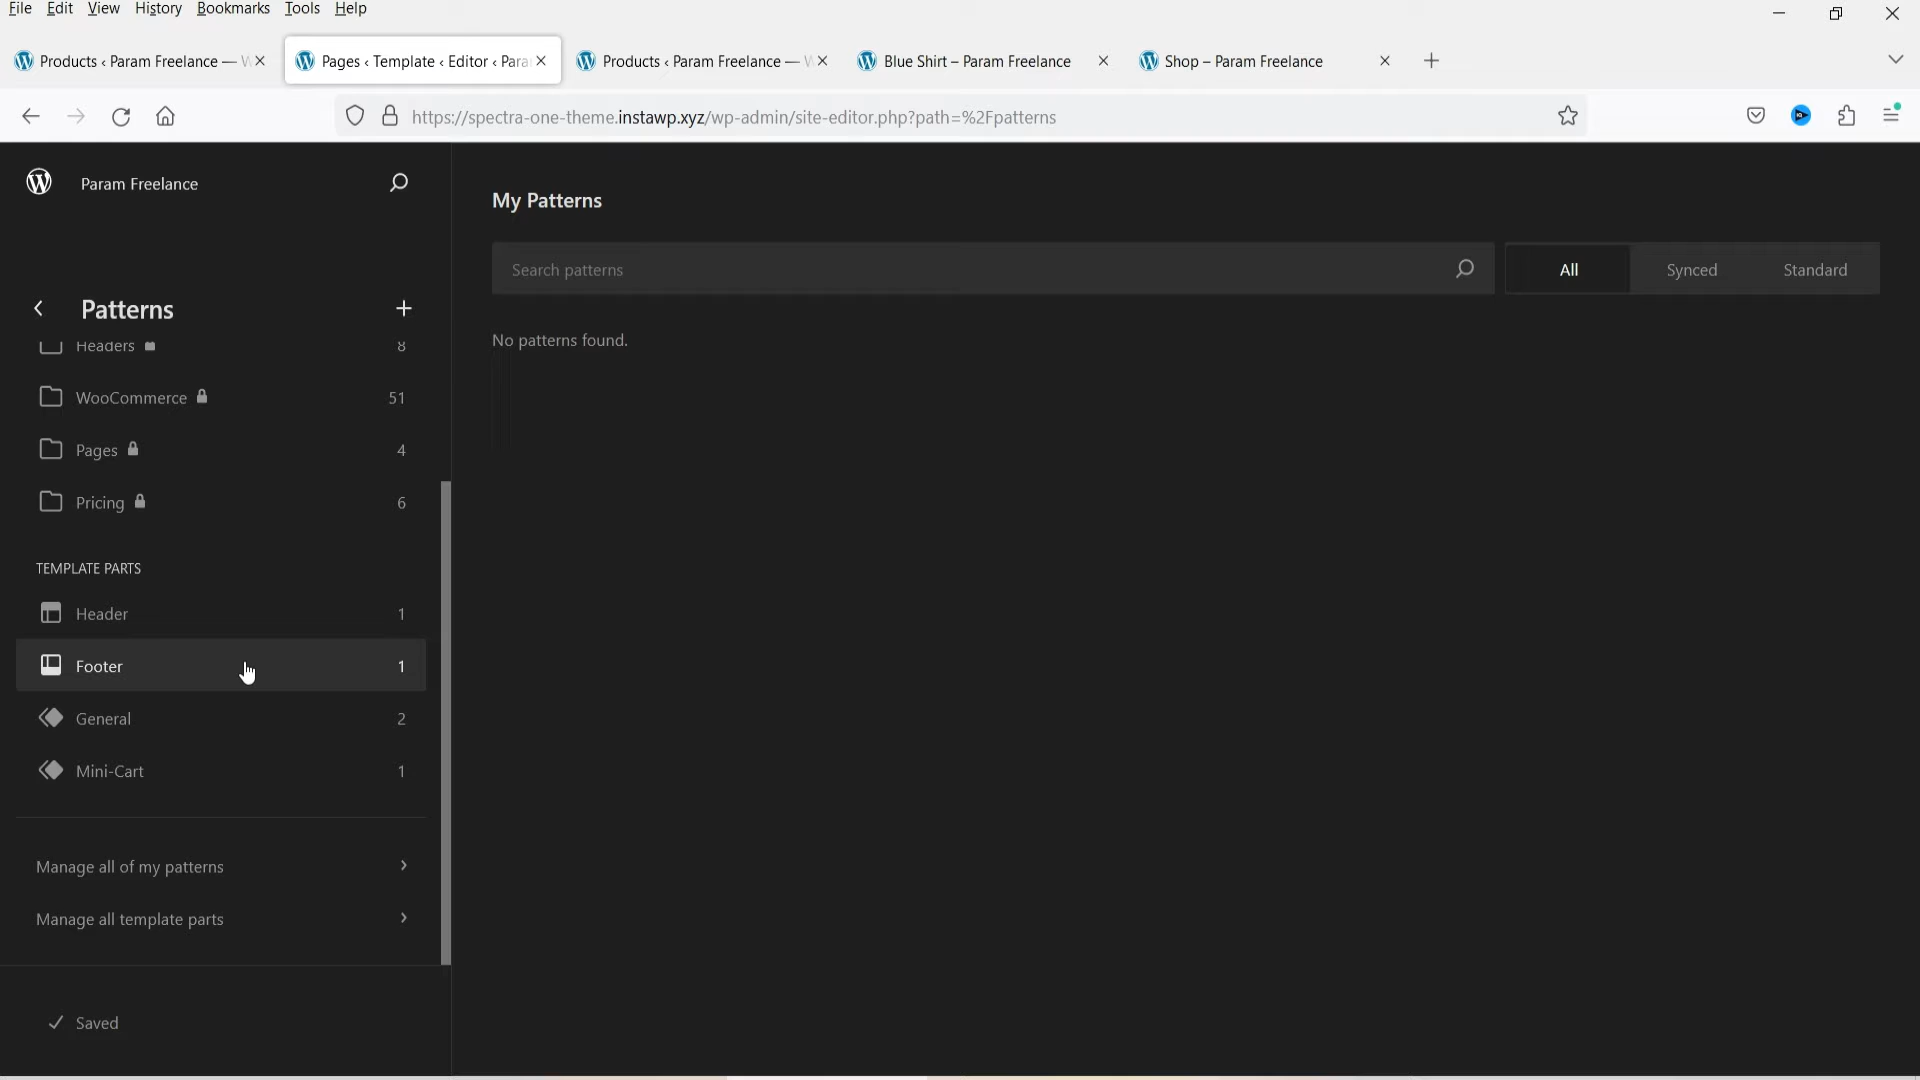 File Edit View History Bookmarks Tools Help
Products ‹ Param Freelance — W
Pages ‹ Template ‹ Editor ‹ Para
Products ‹ Param Freelance — W
Blue Shirt – Param Freelance
Shop – Param Freelance
https://spectra-one-theme.instawp.xyz/wp-admin/site-editor.php?path=%2Fpatterns
Param Freelance
Patterns
Headers 8
WooCommerce 51
Pages 4
Pricing 6
TEMPLATE PARTS
Header 1
Footer 1
General 2
Mini-Cart 1
Manage all of my patterns
Manage all template parts
Saved
My Patterns
Search patterns
All Synced Standard
No patterns found.